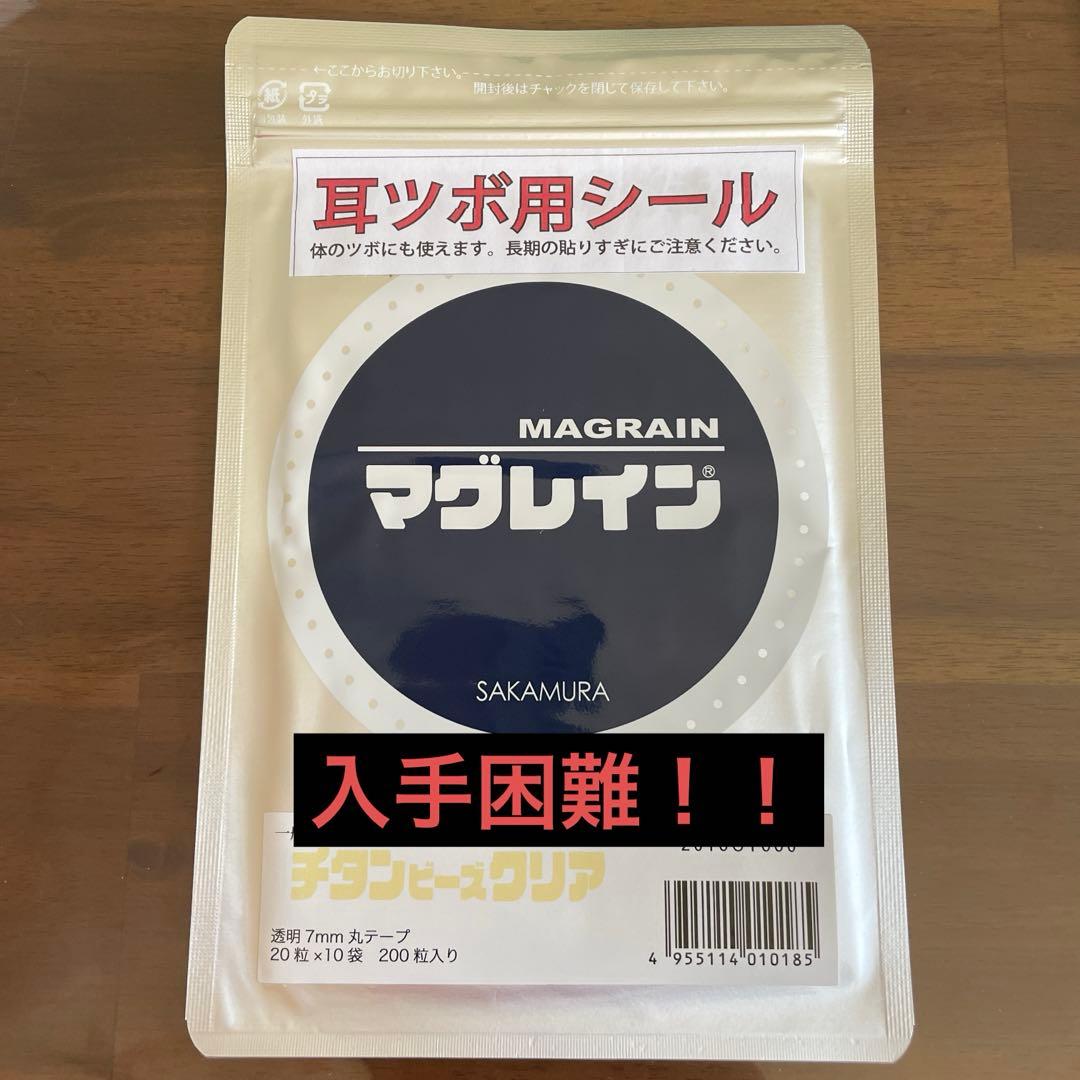 ←ここからお切り下さい。
開封後はチャックを閉じて保存して下さい。
紙
プラ
外袋
耳ツボ用シール
体のツボにも使えます。長期の貼りすぎにご注意ください。
MAGRAIN
マグレイン®
SAKAMURA
入手困難！！
チタンビーズクリア
透明 7mm 丸テープ
20粒×10袋 200粒入り
4 955114 010185